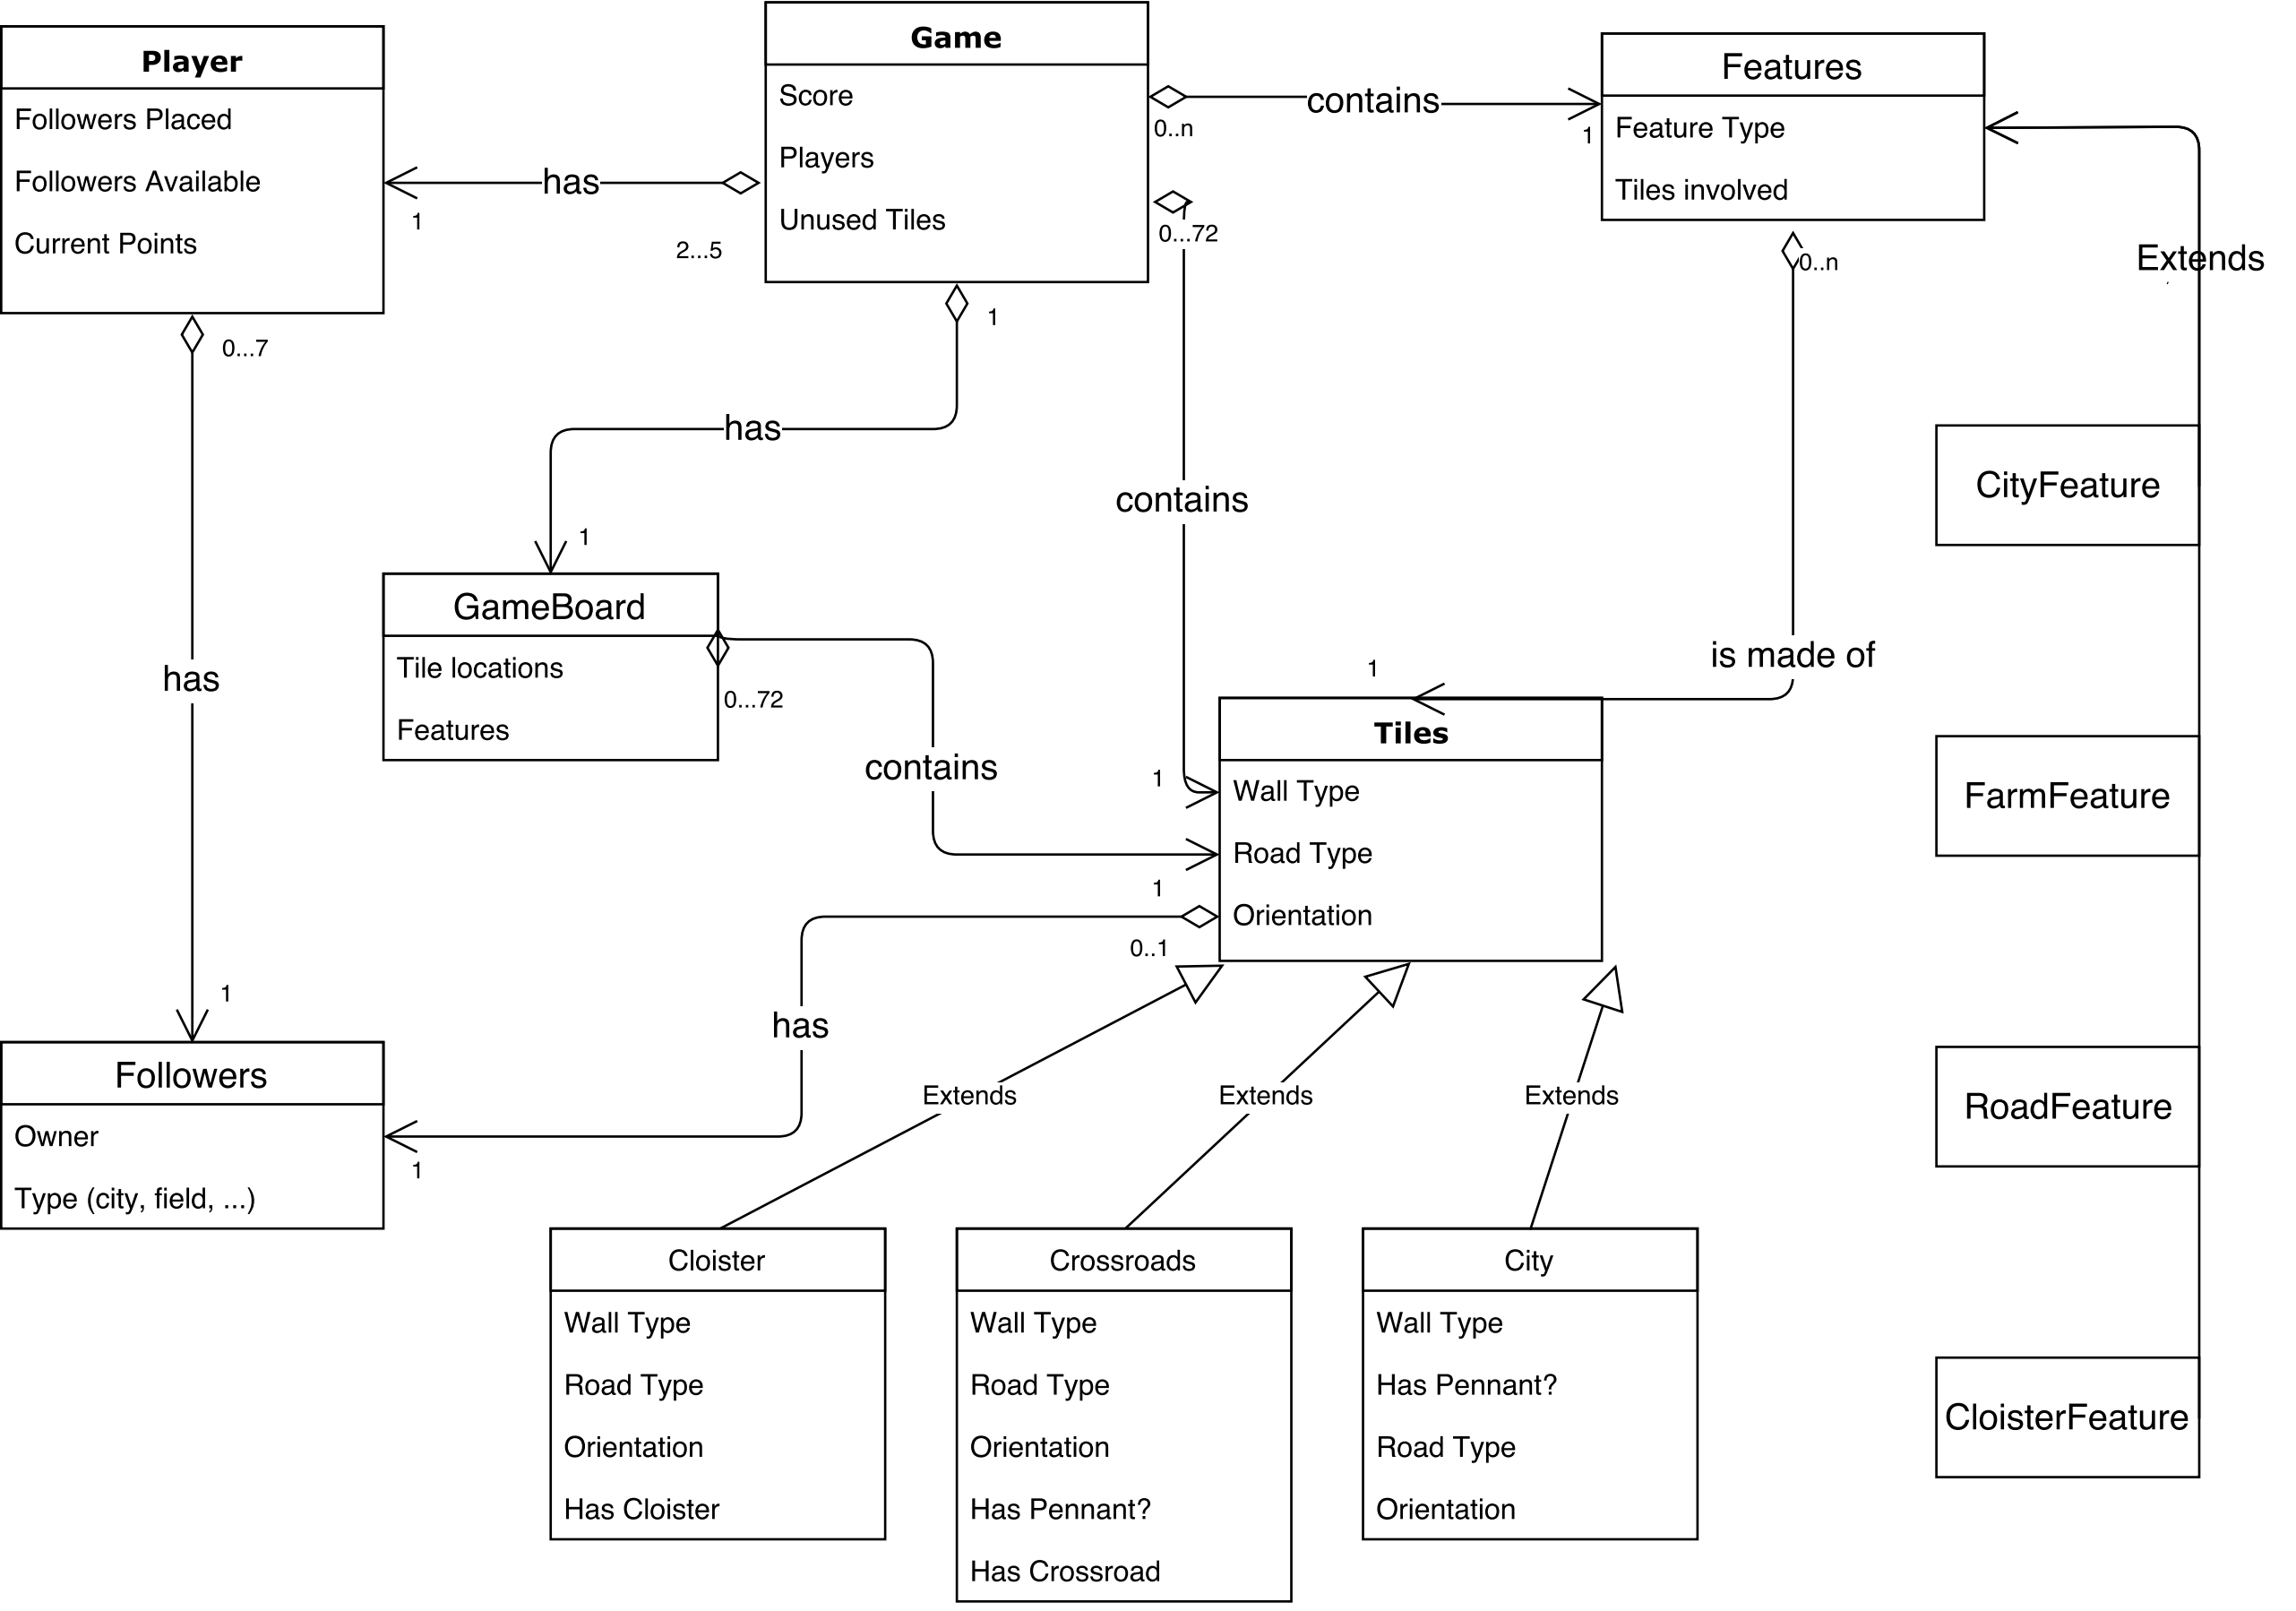 Player
Followers Placed
Followers Available
Current Points
has
1
2...5
Game
Score
Players
Unused Tiles
0..n
contains
1
0...72
Features
Feature Type
Tiles involved
0..n
Extends
0...7
1
has
1
GameBoard
Tile locations
Features
0...72
contains
contains
is made of
1
Tiles
Wall Type
Road Type
Orientation
1
1
0..1
has
has
1
Followers
Owner
Type (city, field, ...)
1
Extends
Extends
Extends
Cloister
Wall Type
Road Type
Orientation
Has Cloister
Crossroads
Wall Type
Road Type
Orientation
Has Pennant?
Has Crossroad
City
Wall Type
Has Pennant?
Road Type
Orientation
CityFeature
FarmFeature
RoadFeature
CloisterFeature